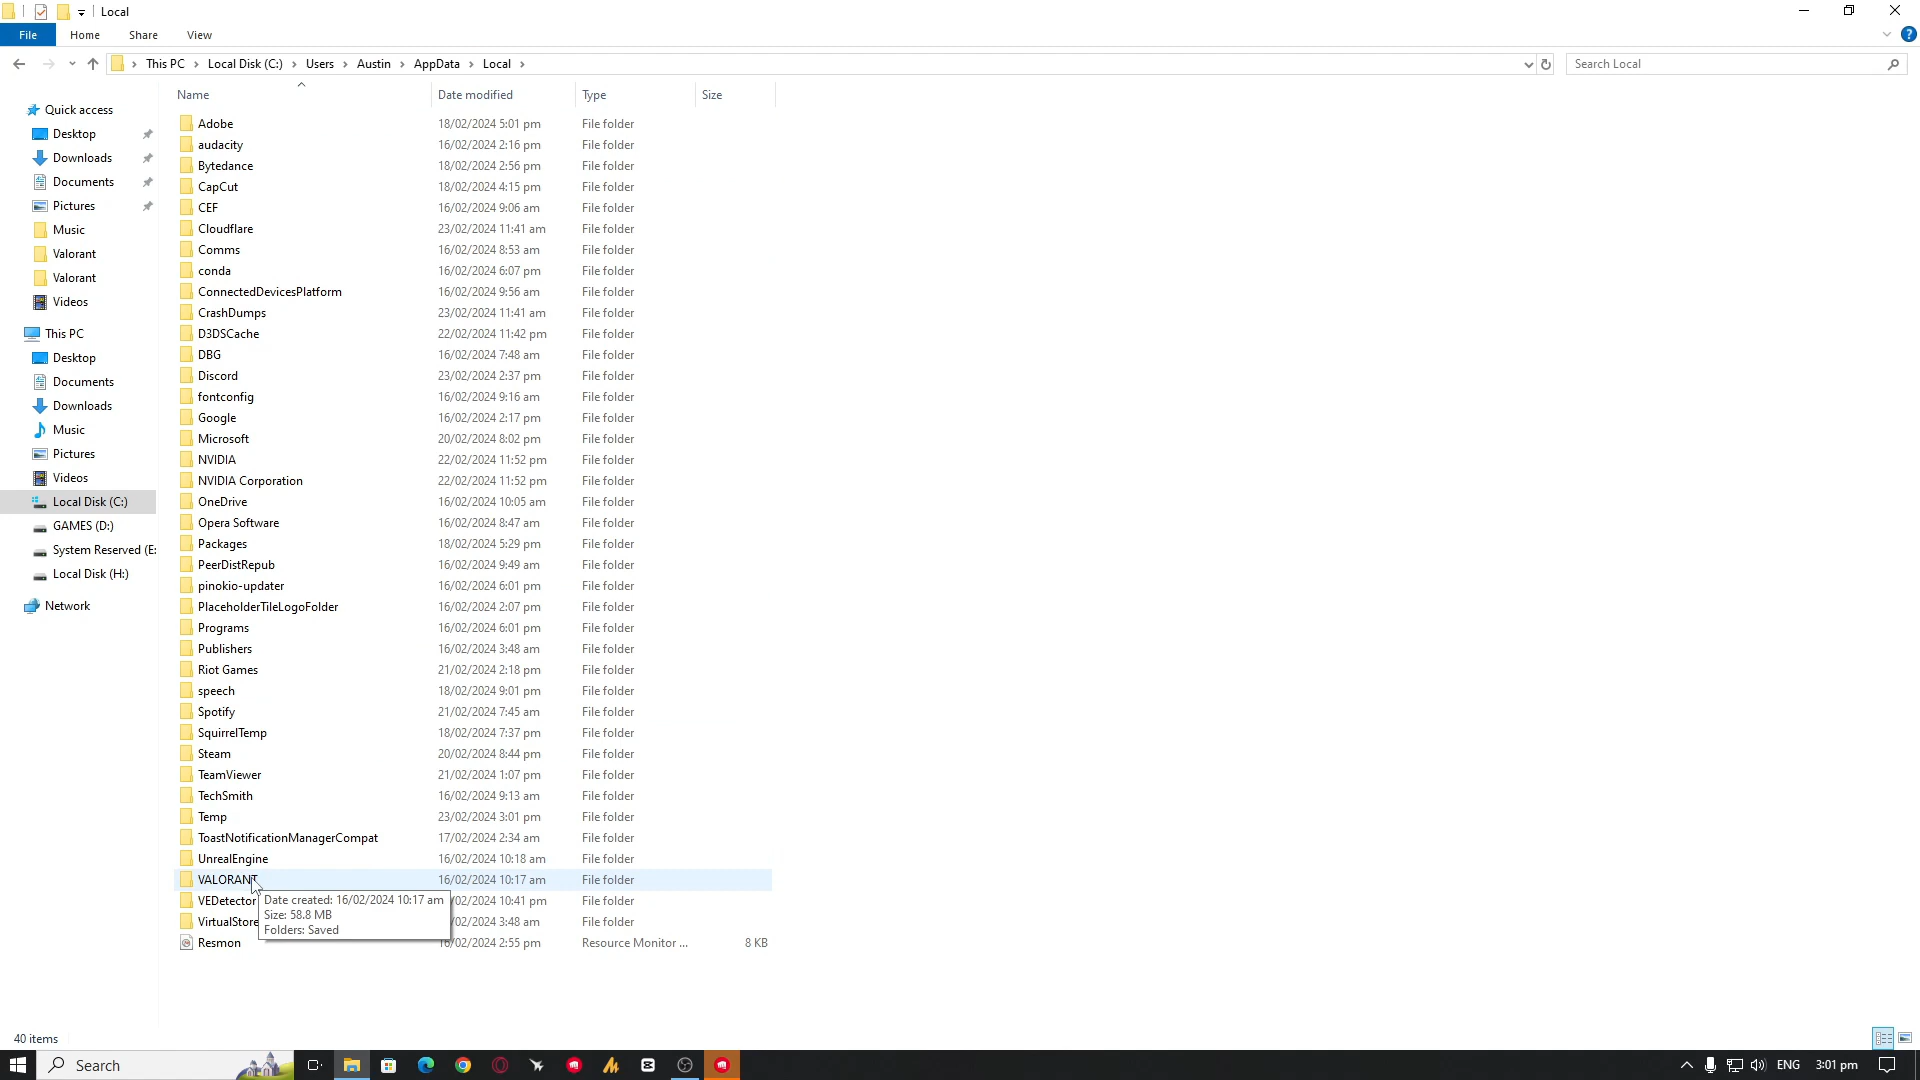 Local
File Home Share View
This PC Local Disk (C:) Users Austin AppData Local
Search Local
Name Date modified Type Size
Quick access
Desktop
Downloads
Documents
Pictures
Music
Valorant
Valorant
Videos
This PC
Desktop
Documents
Downloads
Music
Pictures
Videos
Local Disk (C:)
GAMES (D:)
System Reserved (E:
Local Disk (H:)
Network
Adobe 18/02/2024 5:01 pm File folder
audacity 16/02/2024 2:16 pm File folder
Bytedance 18/02/2024 2:56 pm File folder
CapCut 18/02/2024 4:15 pm File folder
CEF 16/02/2024 9:06 am File folder
Cloudflare 23/02/2024 11:41 am File folder
Comms 16/02/2024 8:53 am File folder
conda 16/02/2024 6:07 pm File folder
ConnectedDevicesPlatform 16/02/2024 9:56 am File folder
CrashDumps 23/02/2024 11:41 am File folder
D3DSCache 22/02/2024 11:42 pm File folder
DBG 16/02/2024 7:48 am File folder
Discord 23/02/2024 2:37 pm File folder
fontconfig 16/02/2024 9:16 am File folder
Google 16/02/2024 2:17 pm File folder
Microsoft 20/02/2024 8:02 pm File folder
NVIDIA 22/02/2024 11:52 pm File folder
NVIDIA Corporation 22/02/2024 11:52 pm File folder
OneDrive 16/02/2024 10:05 am File folder
Opera Software 16/02/2024 8:47 am File folder
Packages 18/02/2024 5:29 pm File folder
PeerDistRepub 16/02/2024 9:49 am File folder
pinokio-updater 16/02/2024 6:01 pm File folder
PlaceholderTileLogoFolder 16/02/2024 2:07 pm File folder
Programs 16/02/2024 6:01 pm File folder
Publishers 16/02/2024 3:48 am File folder
Riot Games 21/02/2024 2:18 pm File folder
speech 18/02/2024 9:01 pm File folder
Spotify 21/02/2024 7:45 am File folder
SquirrelTemp 18/02/2024 7:37 pm File folder
Steam 20/02/2024 8:44 pm File folder
TeamViewer 21/02/2024 1:07 pm File folder
TechSmith 16/02/2024 9:13 am File folder
Temp 23/02/2024 3:01 pm File folder
ToastNotificationManagerCompat 17/02/2024 2:34 am File folder
UnrealEngine 16/02/2024 10:18 am File folder
VALORANT 16/02/2024 10:17 am File folder
VEDetector /02/2024 10:41 pm File folder
VirtualStore /02/2024 3:48 am File folder
Resmon 16/02/2024 2:55 pm Resource Monitor ... 8 KB
Date created: 16/02/2024 10:17 am
Size: 58.8 MB
Folders: Saved
40 items
Search ENG 3:01 pm